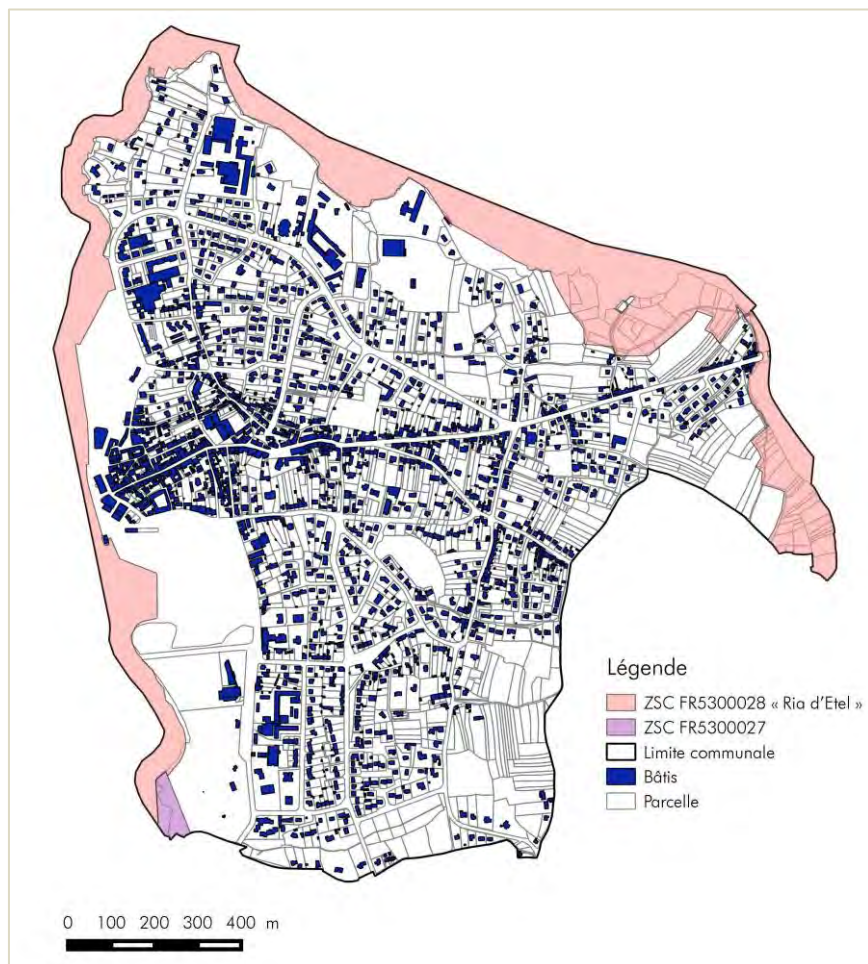 Légende
ZSC FR5300028 « Ria d'Etel »
ZSC FR5300027
Limite communale
Bâtis
Parcelle
0 100 200 300 400 m